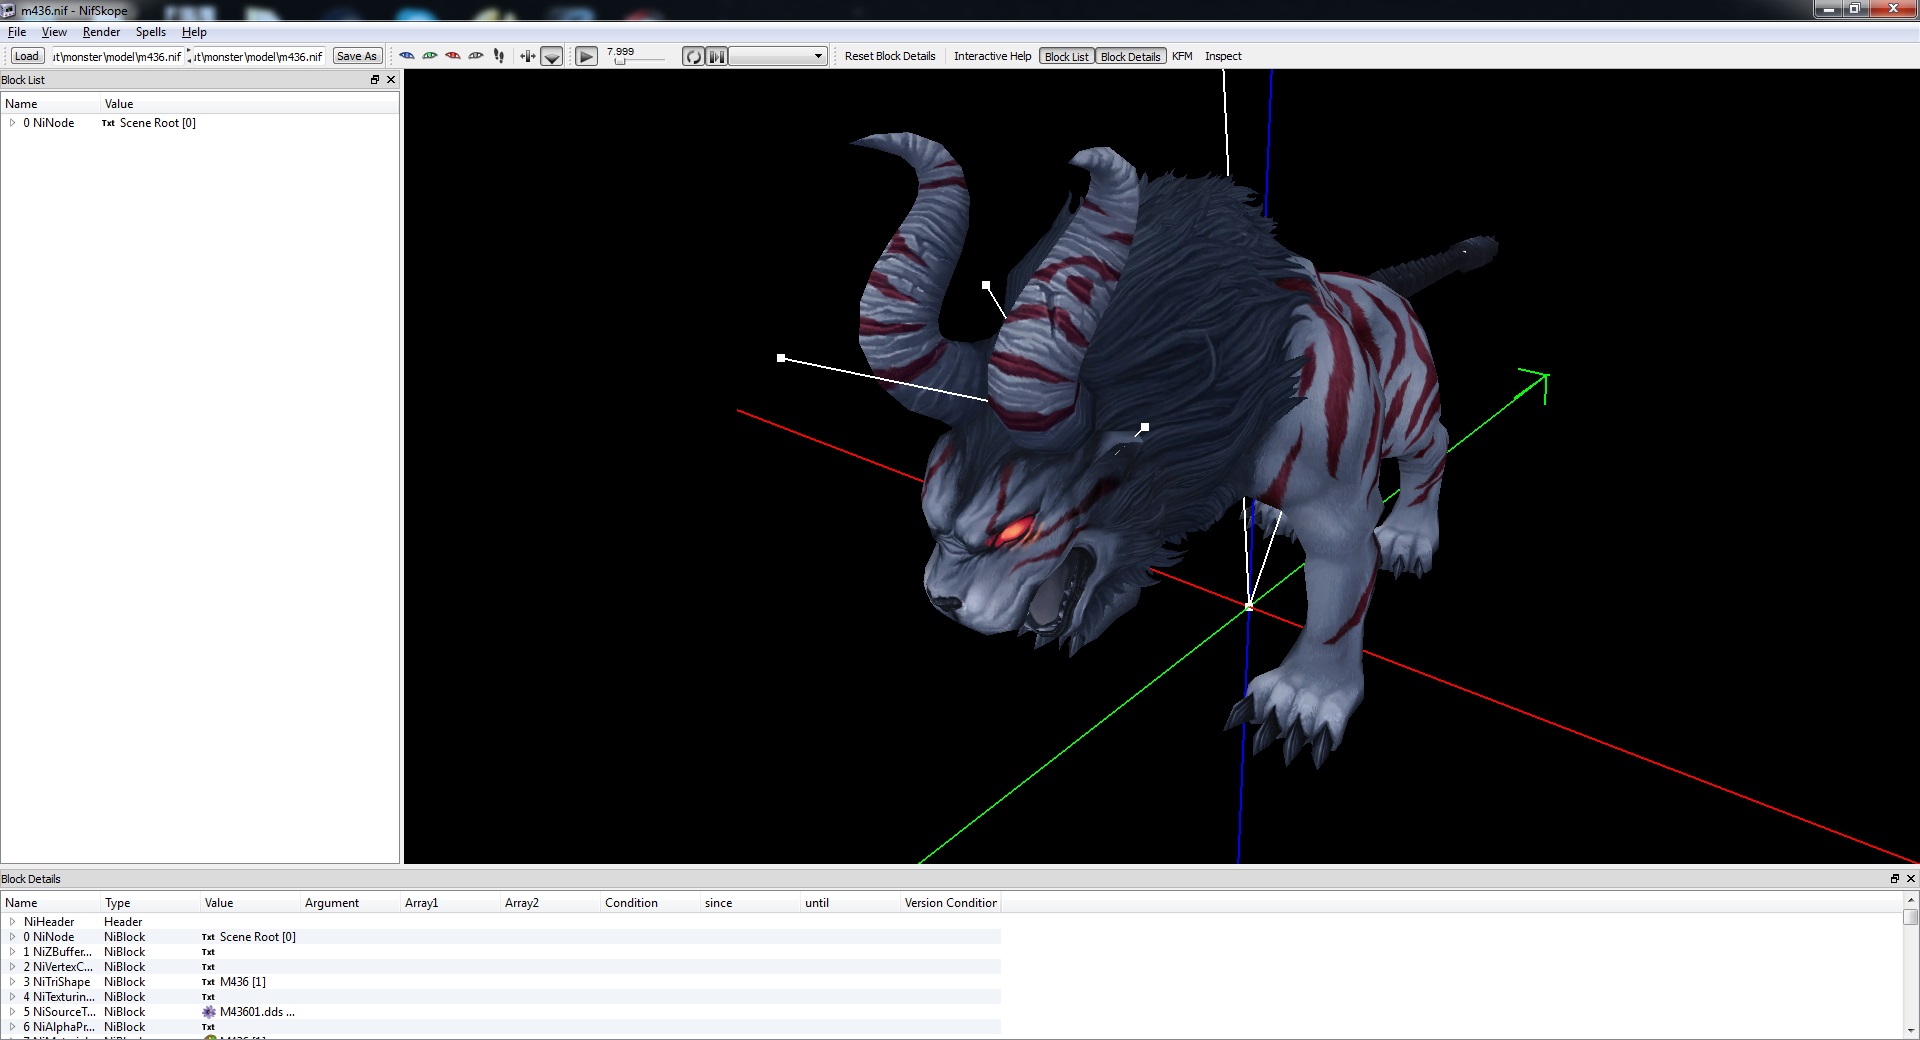 m436.nif - NifSkope
File View Render Spells Help
Load ut\monster\model\m436.nif ut\monster\model\m436.nif Save As 7.999 Reset Block Details Interactive Help Block List Block Details KFM Inspect
Block List
Name Value
0 NiNode Txt Scene Root [0]
Block Details
Name Type Value Argument Array1 Array2 Condition since until Version Condition
NiHeader Header
0 NiNode NiBlock Txt Scene Root [0]
1 NiZBuffer... NiBlock Txt
2 NiVertexC... NiBlock Txt
3 NiTriShape NiBlock Txt M436 [1]
4 NiTexturin... NiBlock Txt
5 NiSourceT... NiBlock M43601.dds ...
6 NiAlphaPr... NiBlock Txt